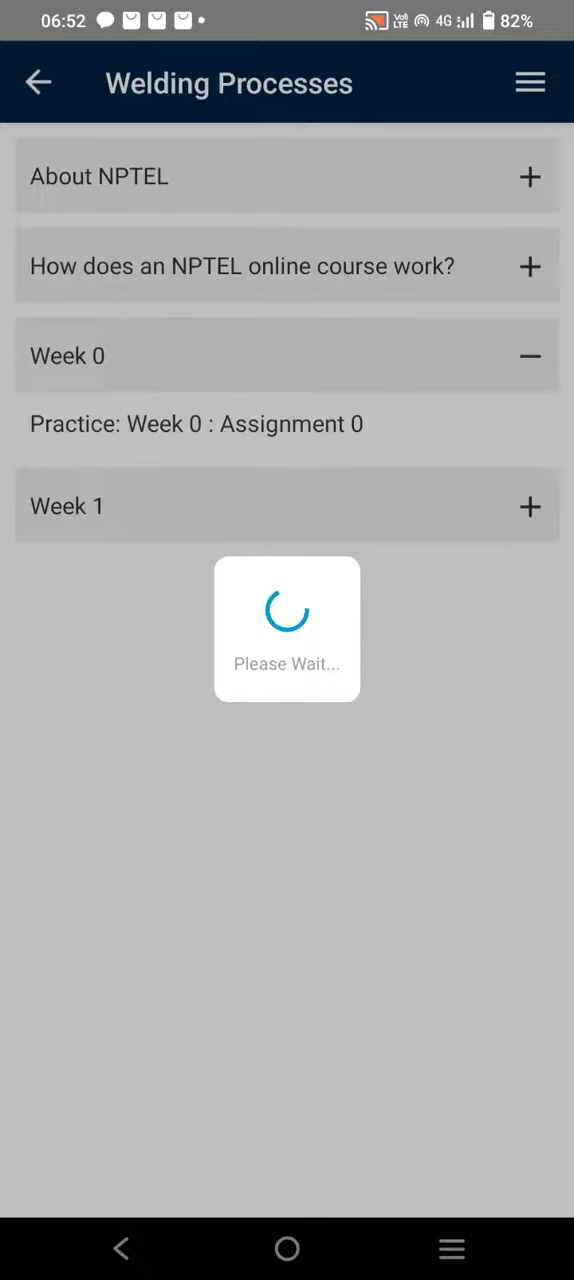 06:52 Vo) LTE 4G 82%
Welding Processes
About NPTEL
How does an NPTEL online course work?
Week 0
Practice: Week 0 : Assignment 0
Week 1
Please Wait...